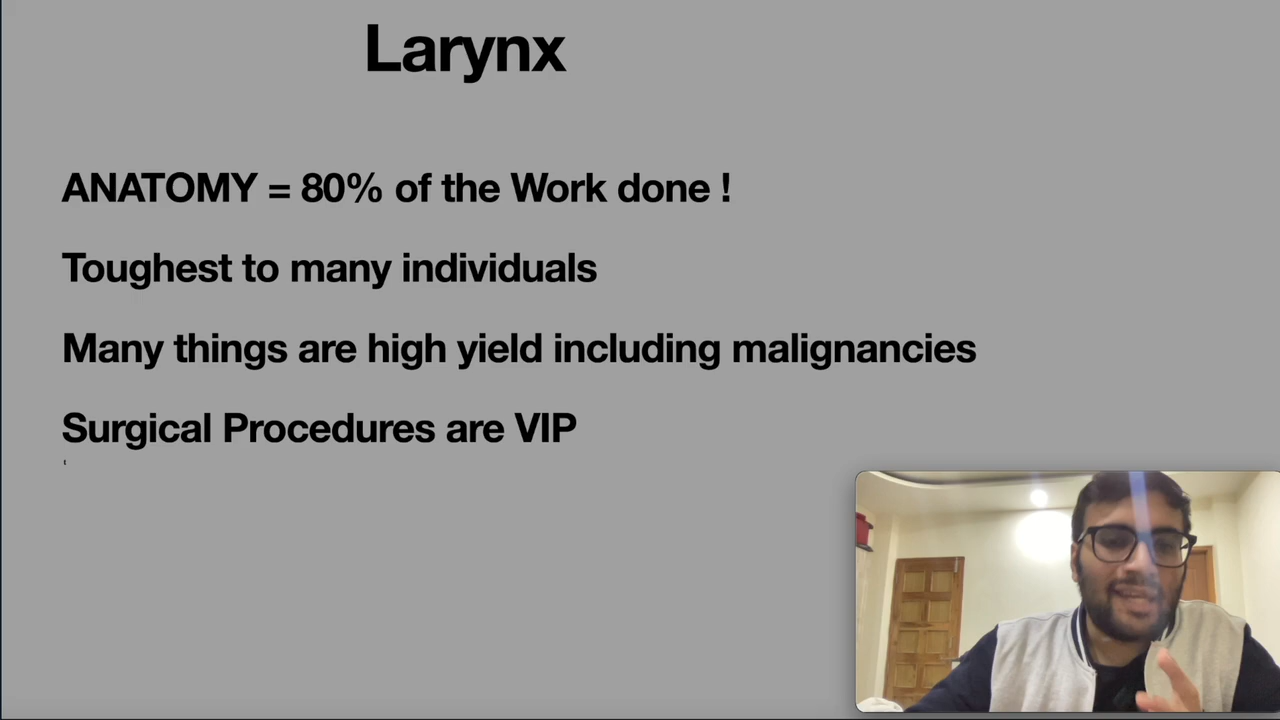 Larynx
ANATOMY = 80% of the Work done !
Toughest to many individuals
Many things are high yield including malignancies
Surgical Procedures are VIP